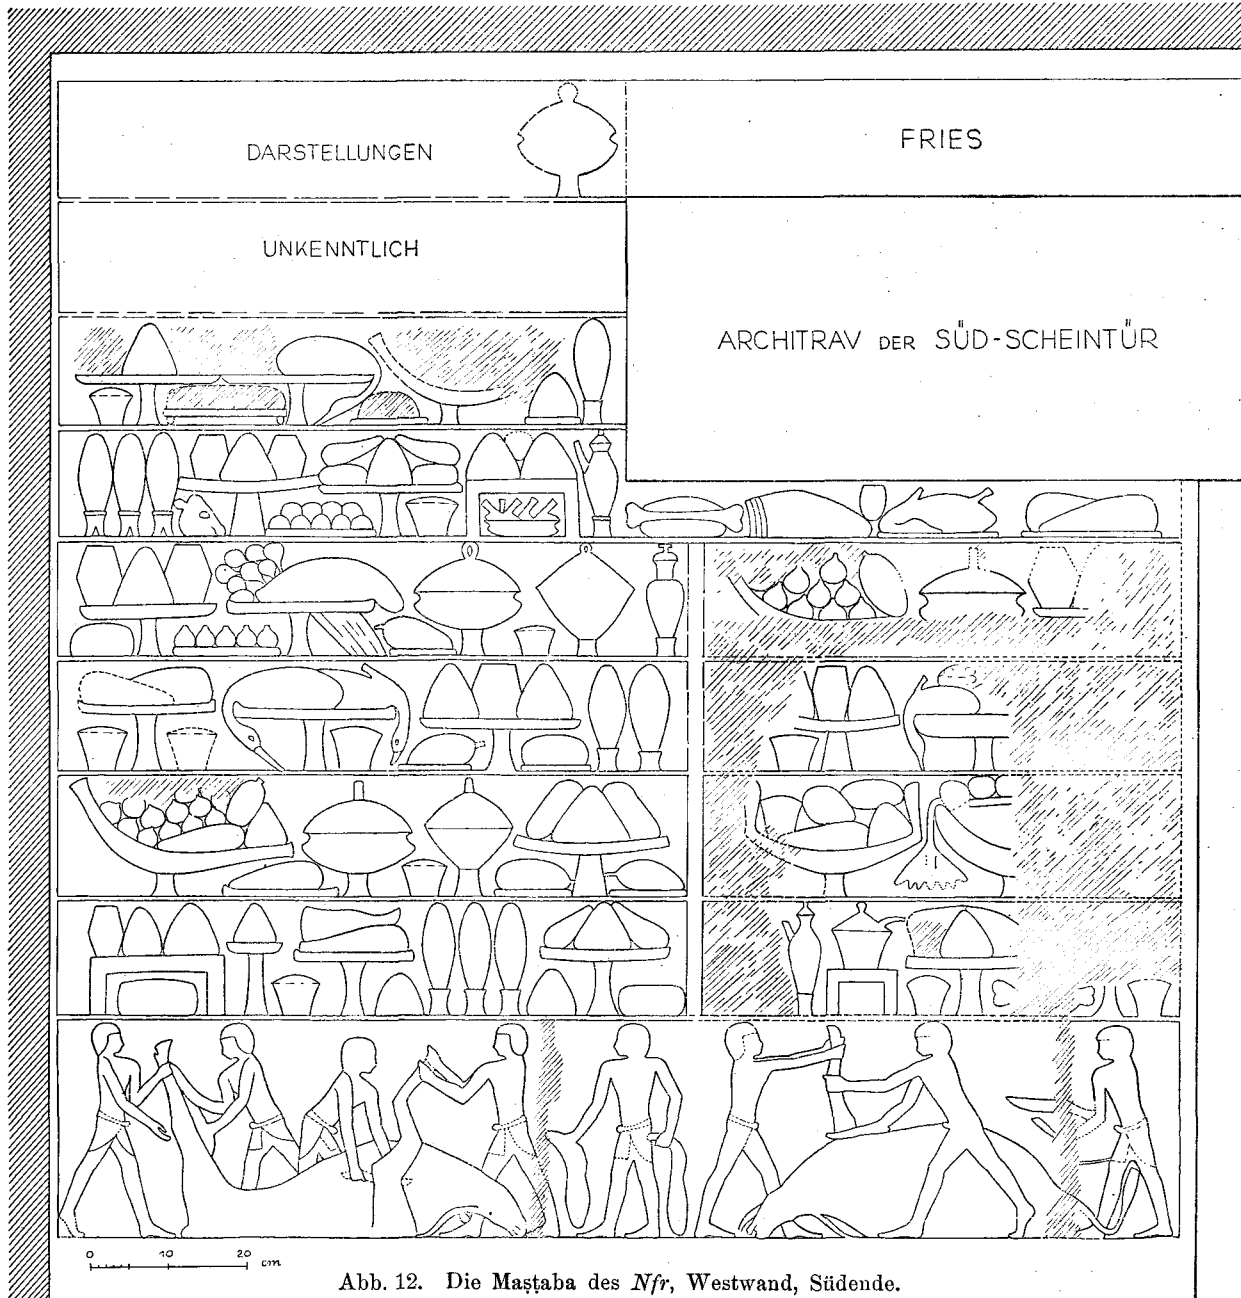 DARSTELLUNGEN
FRIES
UNKENNTLICH
ARCHITRAV DER SÜD-SCHEINTÜR
0 10 20 cm
Abb. 12. Die Maṣṭaba des Nfr, Westwand, Südende.